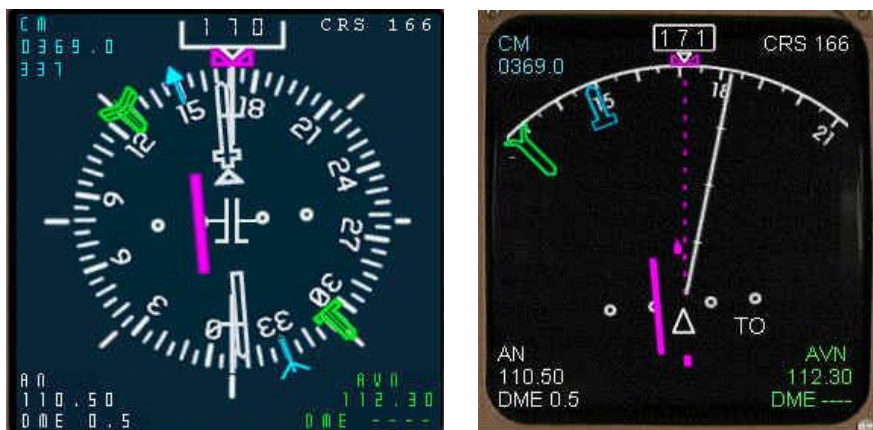 CM
0369.0
337
170
CRS 166
15
18
21
24
27
30
33
0
3
6
9
12
AN
110.50
DME 0.5
AVN
112.30
DME ----
CM
0369.0
171
CRS 166
15
18
21
TO
AN
110.50
DME 0.5
AVN
112.30
DME ----